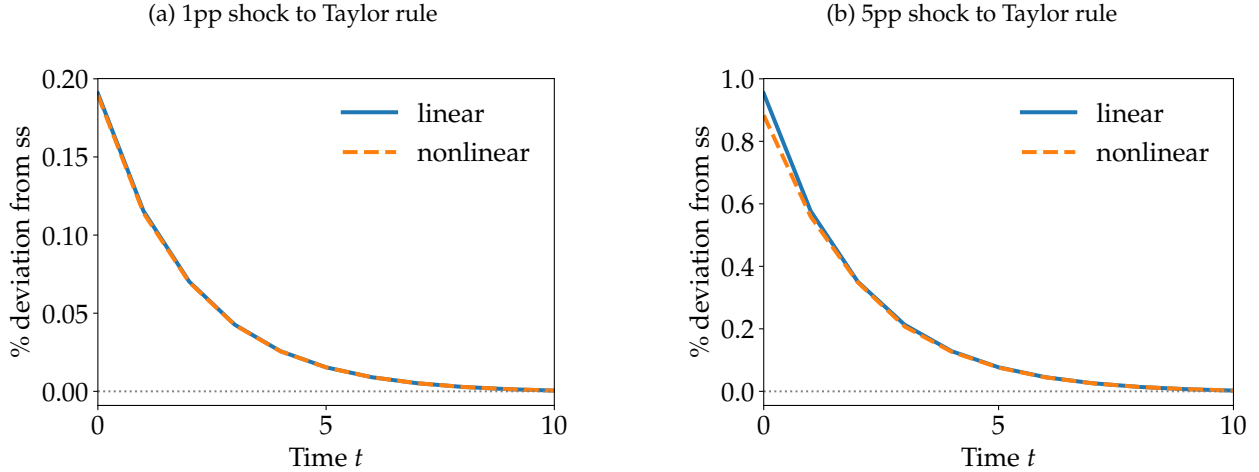 (a) 1pp shock to Taylor rule
% deviation from ss
0.20
0.15
0.10
0.05
0.00
linear
nonlinear
0
5
10
Time t
(b) 5pp shock to Taylor rule
% deviation from ss
1.0
0.8
0.6
0.4
0.2
0.0
linear
nonlinear
0
5
10
Time t